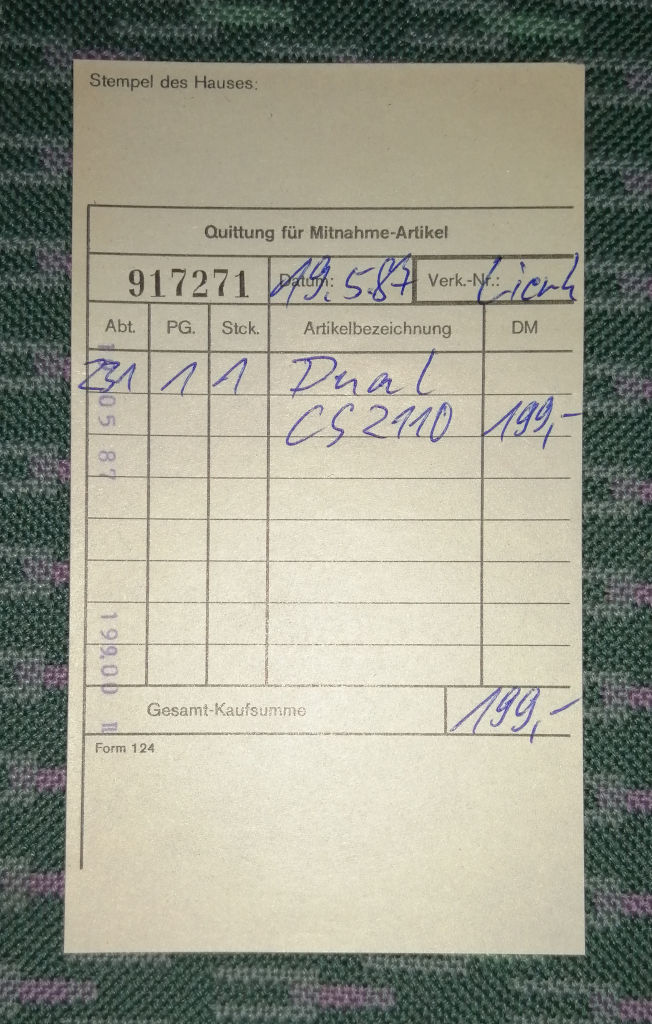 Stempel des Hauses:
Quittung für Mitnahme-Artikel
917271 Datum: 19.5.87 Verk.-Nr.:
Abt. PG. Stck. Artikelbezeichnung DM
231 1 1 Dual
CS 2110 199,-
05 87
199.00
Gesamt-Kaufsumme 199,-
Form 124